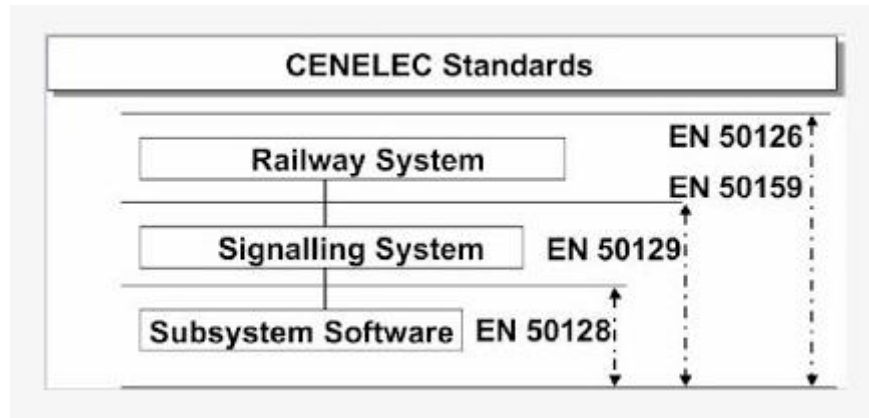 CENELEC Standards
EN 50126
Railway System
EN 50159
Signalling System EN 50129
Subsystem Software EN 50128